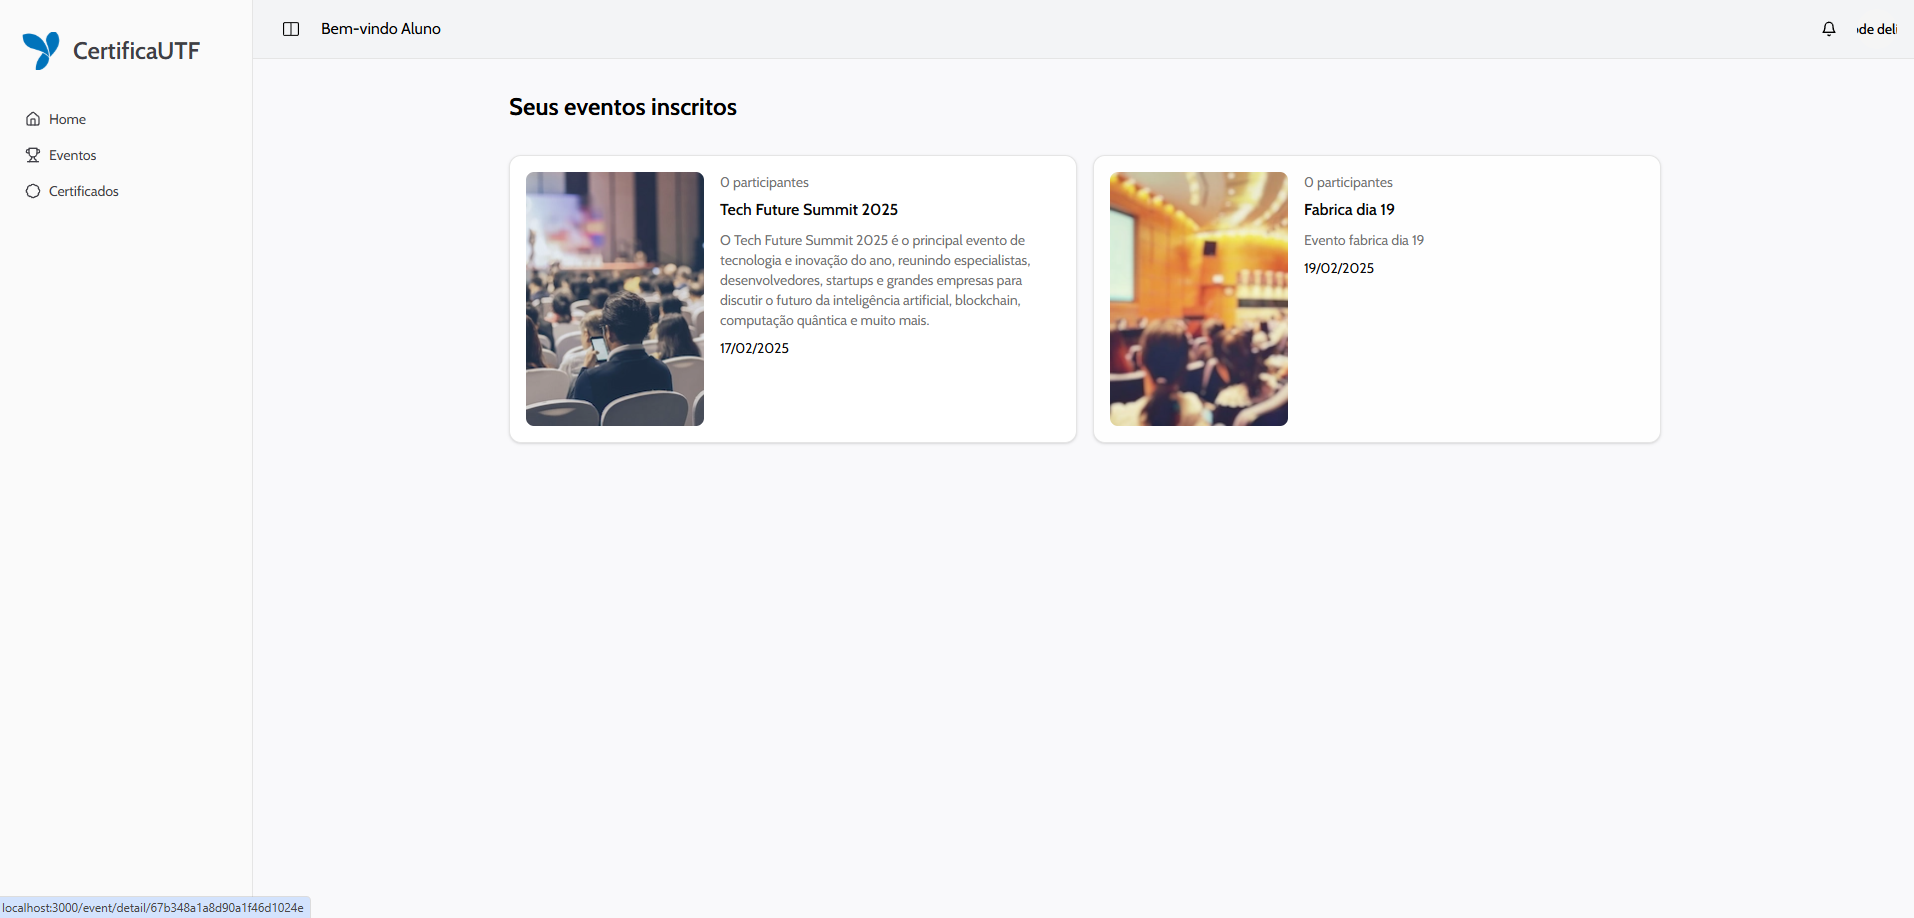 CertificaUTF
Home
Eventos
Certificados
Bem-vindo Aluno
de
Seus eventos inscritos
0 participantes
Tech Future Summit 2025
O Tech Future Summit 2025 é o principal evento de
tecnologia e inovação do ano, reunindo especialistas,
desenvolvedores, startups e grandes empresas para
discutir o futuro da inteligência artificial, blockchain,
computação quântica e muito mais.
17/02/2025
0 participantes
Fabrica dia 19
Evento fabrica dia 19
19/02/2025
localhost:3000/event/detail/67b348a1a8d90a1f46d1024e